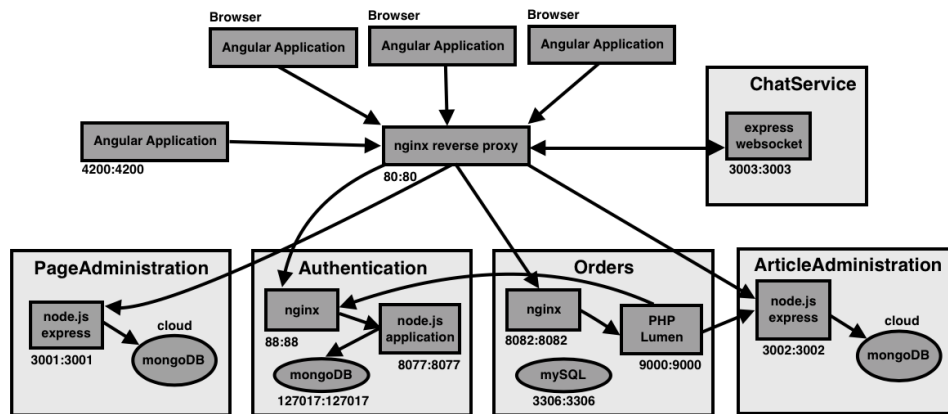 Browser
Angular Application
Browser
Angular Application
Browser
Angular Application
ChatService
express
websocket
3003:3003
Angular Application
4200:4200
nginx reverse proxy
80:80
PageAdministration
node.js
express
3001:3001
cloud
mongoDB
Authentication
nginx
88:88
node.js
application
8077:8077
mongoDB
127017:127017
Orders
nginx
8082:8082
PHP
Lumen
9000:9000
mySQL
3306:3306
ArticleAdministration
node.js
express
3002:3002
cloud
mongoDB